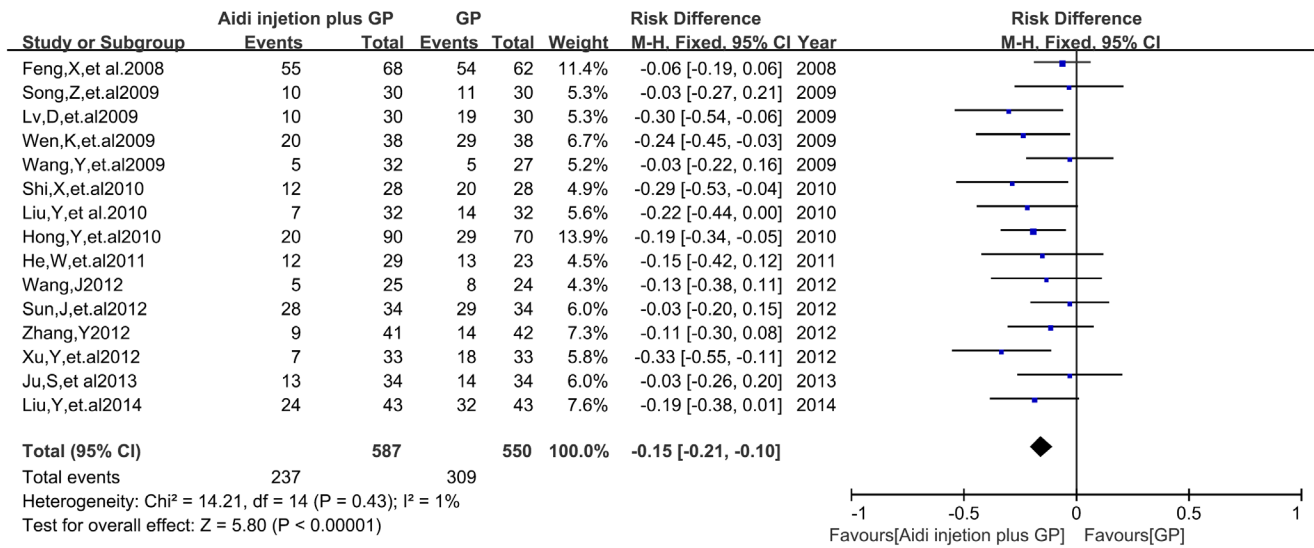 Aidi injetion plus GP GP Risk Difference Risk Difference
Study or Subgroup Events Total Events Total Weight M-H, Fixed, 95% CI Year M-H, Fixed, 95% CI
Feng,X,et al.2008 55 68 54 62 11.4% -0.06 [-0.19, 0.06] 2008
Song,Z,et.al2009 10 30 11 30 5.3% -0.03 [-0.27, 0.21] 2009
Lv,D,et.al2009 10 30 19 30 5.3% -0.30 [-0.54, -0.06] 2009
Wen,K,et.al2009 20 38 29 38 6.7% -0.24 [-0.45, -0.03] 2009
Wang,Y,et.al2009 5 32 5 27 5.2% -0.03 [-0.22, 0.16] 2009
Shi,X,et.al2010 12 28 20 28 4.9% -0.29 [-0.53, -0.04] 2010
Liu,Y,et al.2010 7 32 14 32 5.6% -0.22 [-0.44, 0.00] 2010
Hong,Y,et.al2010 20 90 29 70 13.9% -0.19 [-0.34, -0.05] 2010
He,W,et.al2011 12 29 13 23 4.5% -0.15 [-0.42, 0.12] 2011
Wang,J2012 5 25 8 24 4.3% -0.13 [-0.38, 0.11] 2012
Sun,J,et.al2012 28 34 29 34 6.0% -0.03 [-0.20, 0.15] 2012
Zhang,Y2012 9 41 14 42 7.3% -0.11 [-0.30, 0.08] 2012
Xu,Y,et.al2012 7 33 18 33 5.8% -0.33 [-0.55, -0.11] 2012
Ju,S,et al2013 13 34 14 34 6.0% -0.03 [-0.26, 0.20] 2013
Liu,Y,et.al2014 24 43 32 43 7.6% -0.19 [-0.38, 0.01] 2014
Total (95% CI) 587 550 100.0% -0.15 [-0.21, -0.10]
Total events 237 309
Heterogeneity: Chi² = 14.21, df = 14 (P = 0.43); I² = 1%
Test for overall effect: Z = 5.80 (P < 0.00001)
-1 -0.5 0 0.5 1
Favours[Aidi injetion plus GP] Favours[GP]